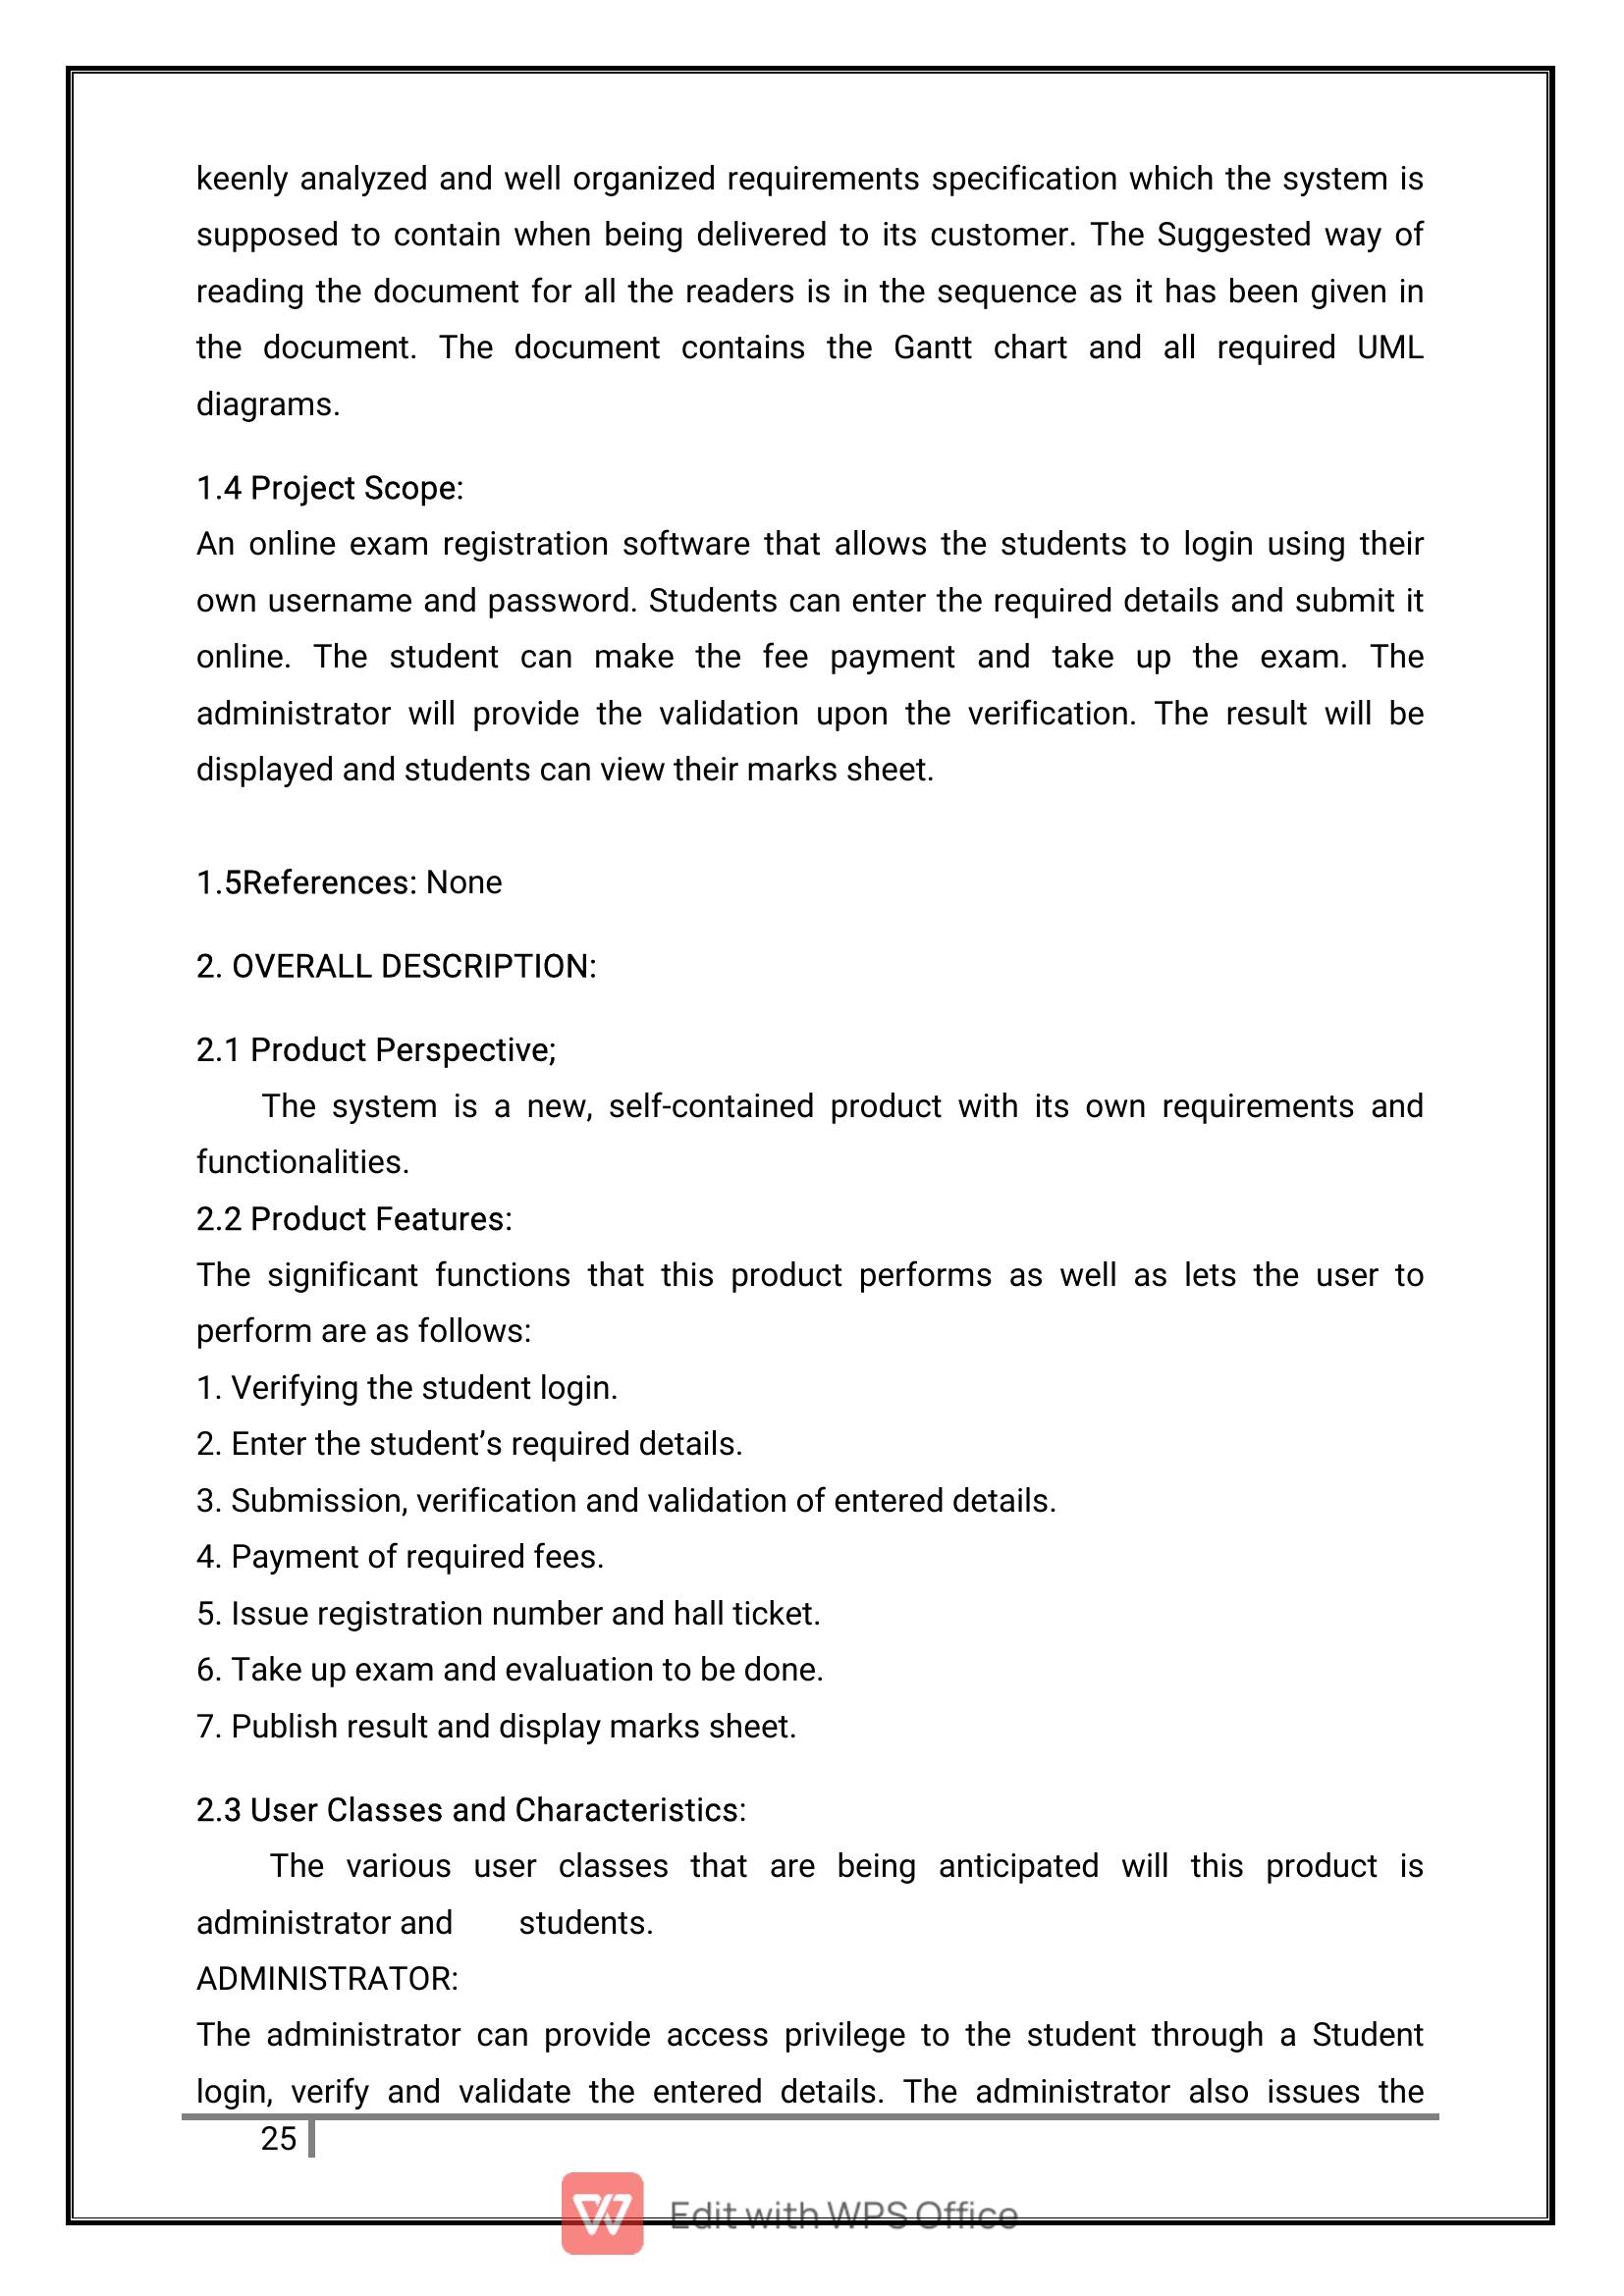 keenly analyzed and well organized requirements specification which the system is
supposed to contain when being delivered to its customer. The Suggested way of
reading the document for all the readers is in the sequence as it has been given in
the document. The document contains the Gantt chart and all required UML
diagrams.
1.4 Project Scope:
An online exam registration software that allows the students to login using their
own username and password. Students can enter the required details and submit it
online. The student can make the fee payment and take up the exam. The
administrator will provide the validation upon the verification. The result will be
displayed and students can view their marks sheet.
1.5References: None
2. OVERALL DESCRIPTION:
2.1 Product Perspective;
The system is a new, self-contained product with its own requirements and
functionalities.
2.2 Product Features:
The significant functions that this product performs as well as lets the user to
perform are as follows:
1. Verifying the student login.
2. Enter the student’s required details.
3. Submission, verification and validation of entered details.
4. Payment of required fees.
5. Issue registration number and hall ticket.
6. Take up exam and evaluation to be done.
7. Publish result and display marks sheet.
2.3 User Classes and Characteristics:
The various user classes that are being anticipated will this product is
administrator and students.
ADMINISTRATOR:
The administrator can provide access privilege to the student through a Student
login, verify and validate the entered details. The administrator also issues the
25
Edit with WPS Office